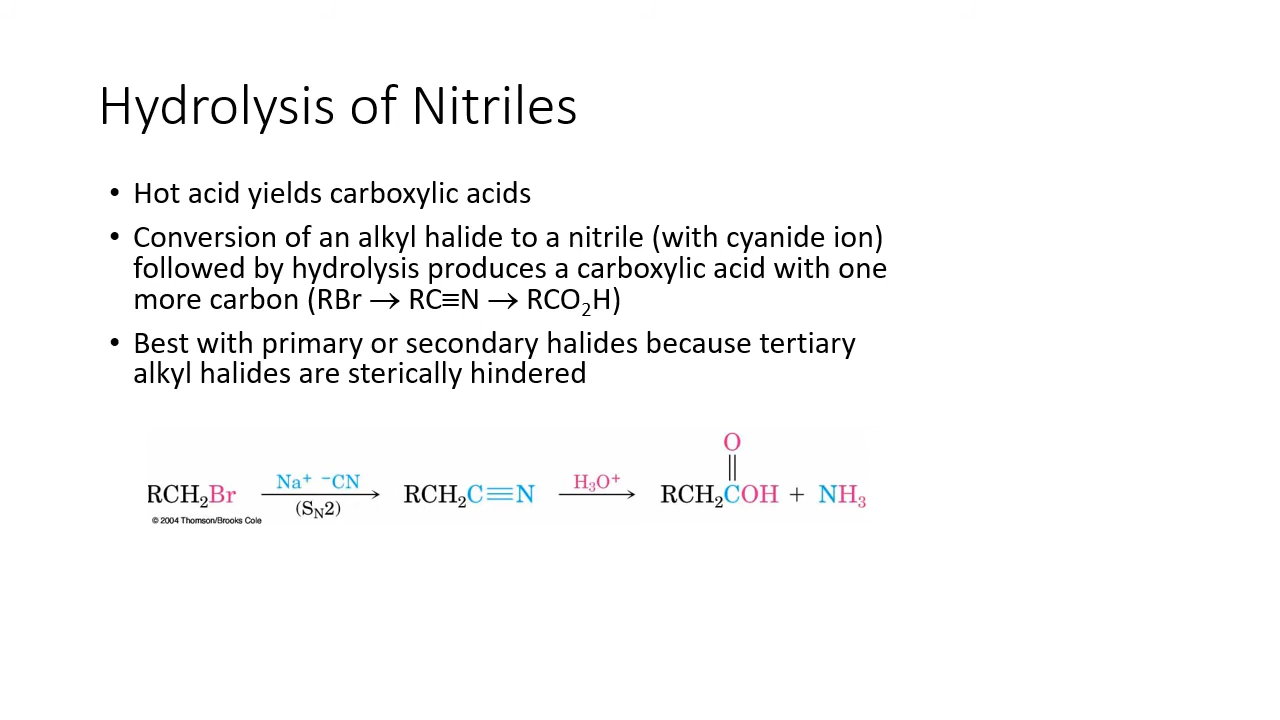 Hydrolysis of Nitriles
• Hot acid yields carboxylic acids
• Conversion of an alkyl halide to a nitrile (with cyanide ion)
followed by hydrolysis produces a carboxylic acid with one
more carbon (RBr → RC≡N → RCO₂H)
• Best with primary or secondary halides because tertiary
alkyl halides are sterically hindered
O
Na⁺ ⁻CN
H₃O⁺
RCH₂Br → RCH₂C≡N → RCH₂COH + NH₃
(Sₙ2)
© 2004 Thomson/Brooks Cole